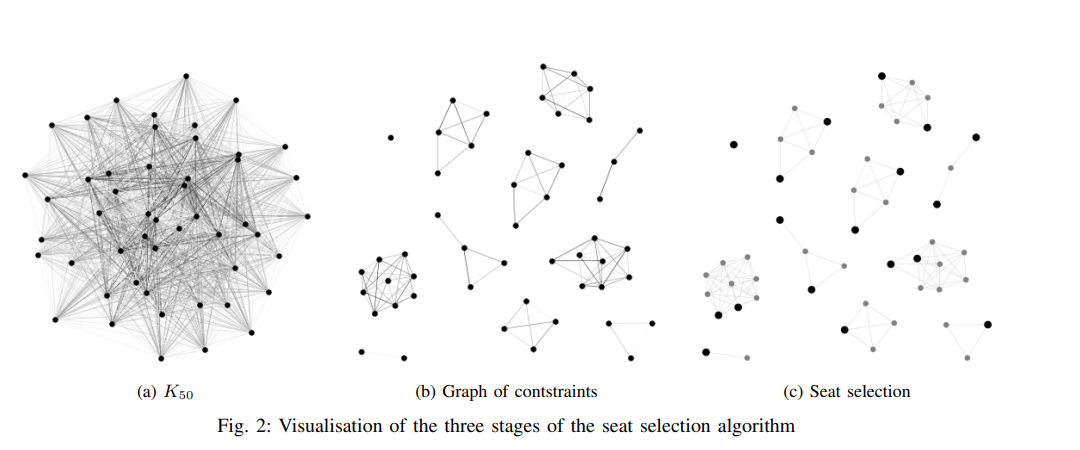 (a) K50
(b) Graph of contstraints
(c) Seat selection
Fig. 2: Visualisation of the three stages of the seat selection algorithm